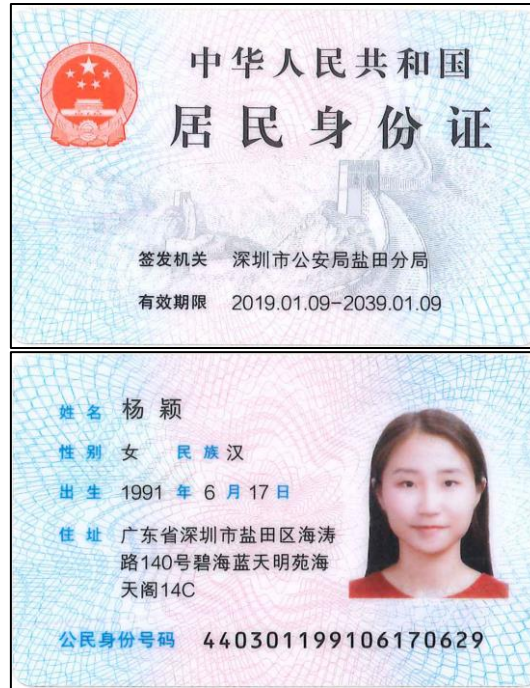 中华人民共和国
居民身份证
签发机关 深圳市公安局盐田分局
有效期限 2019.01.09-2039.01.09
姓名 杨颖
性别 女 民族 汉
出生 1991 年 6 月 17 日
住址 广东省深圳市盐田区海涛
路140号碧海蓝天明苑海
天阁14C
公民身份号码 440301199106170629